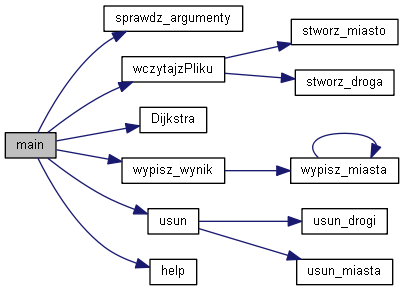 sprawdz_argumenty
stworz_miasto
wczytajzPliku
stworz_droga
Dijkstra
main
wypisz_wynik
wypisz_miasta
usun
usun_drogi
help
usun_miasta